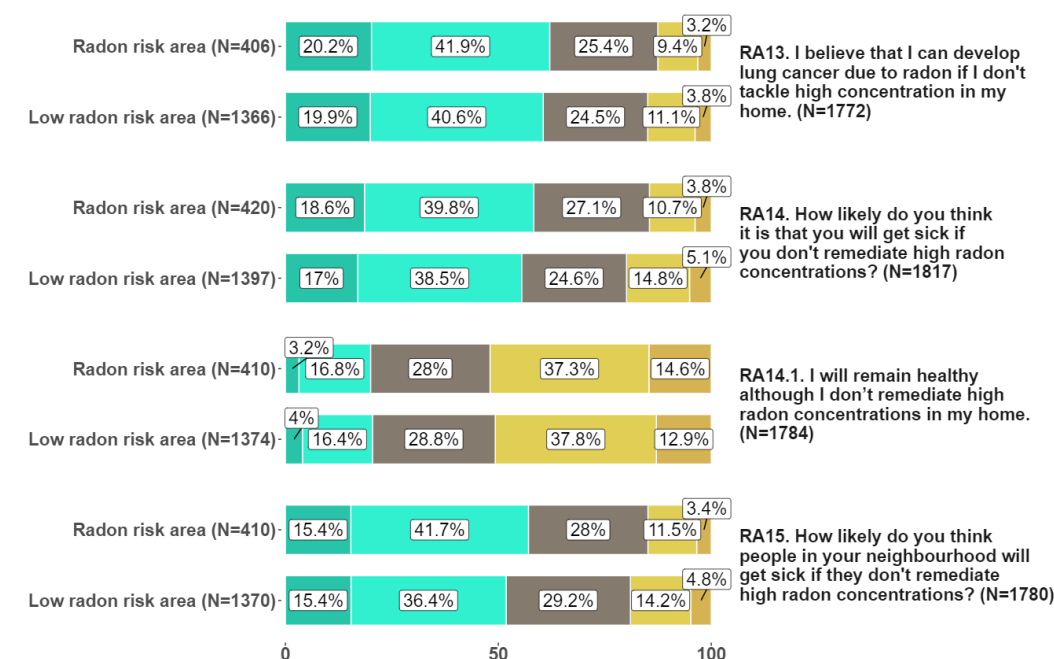 Radon risk area (N=406)
20.2%
41.9%
25.4%
9.4%
3.2%
Low radon risk area (N=1366)
19.9%
40.6%
24.5%
11.1%
3.8%
RA13. I believe that I can develop
lung cancer due to radon if I don't
tackle high concentration in my
home. (N=1772)
Radon risk area (N=420)
18.6%
39.8%
27.1%
10.7%
3.8%
Low radon risk area (N=1397)
17%
38.5%
24.6%
14.8%
5.1%
RA14. How likely do you think
it is that you will get sick if
you don't remediate high radon
concentrations? (N=1817)
Radon risk area (N=410)
3.2%
16.8%
28%
37.3%
14.6%
Low radon risk area (N=1374)
4%
16.4%
28.8%
37.8%
12.9%
RA14.1. I will remain healthy
although I don’t remediate high
radon concentrations in my home.
(N=1784)
Radon risk area (N=410)
15.4%
41.7%
28%
11.5%
3.4%
Low radon risk area (N=1370)
15.4%
36.4%
29.2%
14.2%
4.8%
RA15. How likely do you think
people in your neighbourhood will
get sick if they don't remediate
high radon concentrations? (N=1780)
0
50
100